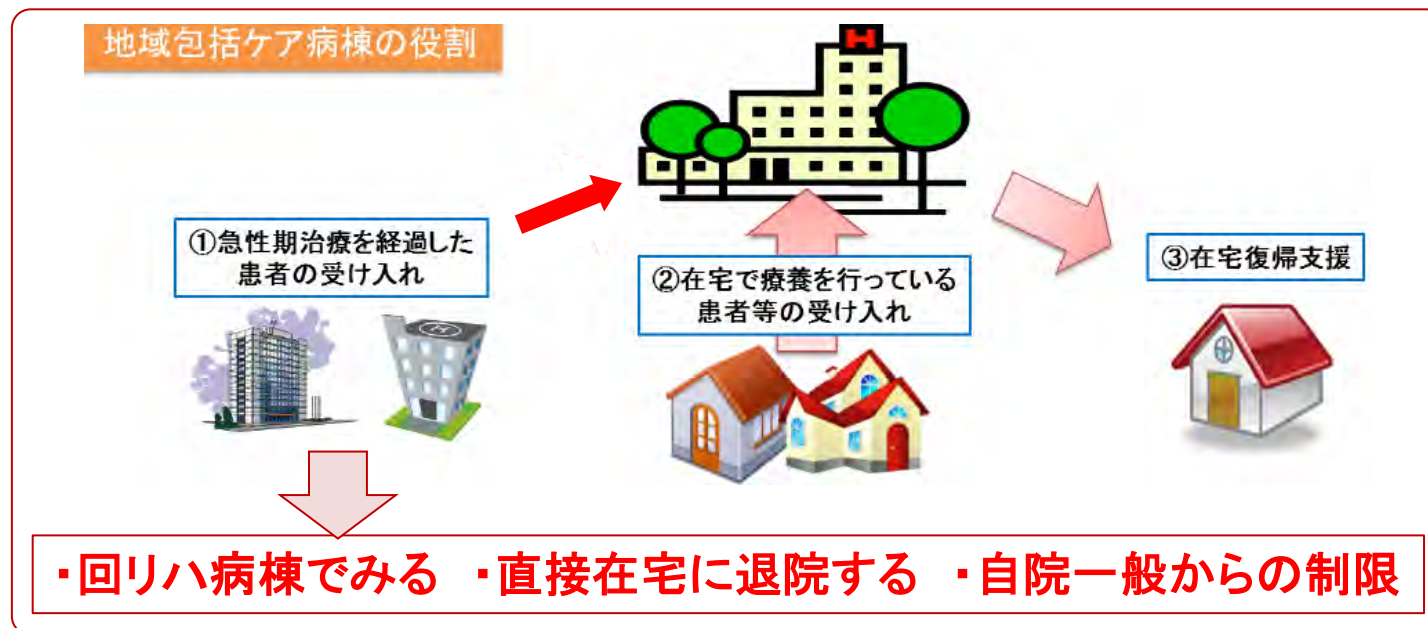 地域包括ケア病棟の役割
H
①急性期治療を経過した
患者の受け入れ
②在宅で療養を行っている
患者等の受け入れ
③在宅復帰支援
H
・回リハ病棟でみる ・直接在宅に退院する ・自院一般からの制限